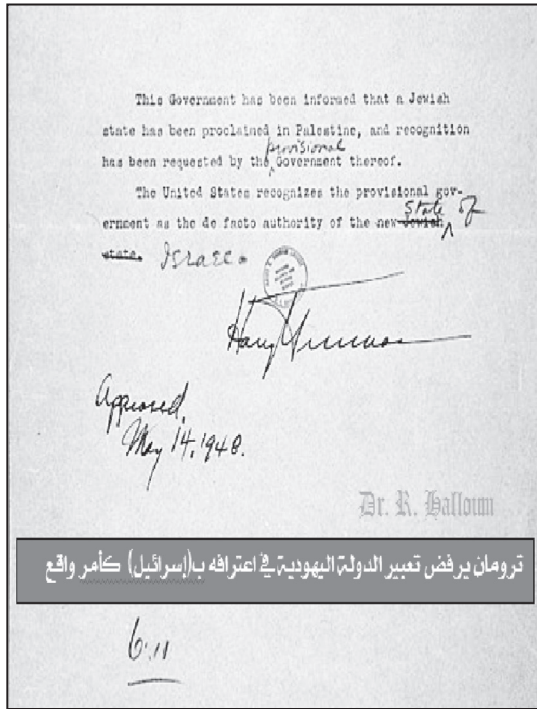 This Government has been informed that a Jewish
state has been proclaimed in Palestine, and recognition
provisional
has been requested by the Government thereof.
The United States recognizes the provisional gov-
State of
ernment as the de facto authority of the new Jewish
state. Israel.
Harry Truman
Approved,
May 14, 1948.
Dr. R. Halloum
ترومان يرفض تعبير الدولة اليهودية في اعترافه ب(إسرائيل) كأمر واقع
6:11